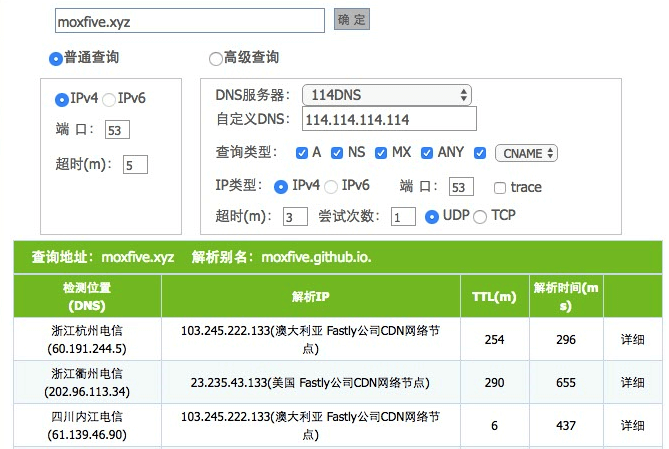 moxfive.xyz 确 定
普通查询 高级查询
IPv4 IPv6
端 口： 53
超时(m)： 5
DNS服务器： 114DNS
自定义DNS： 114.114.114.114
查询类型： A NS MX ANY CNAME
IP类型： IPv4 IPv6 端 口： 53 trace
超时(m)： 3 尝试次数： 1 UDP TCP
查询地址：moxfive.xyz 解析别名：moxfive.github.io.
检测位置
(DNS)
解析IP
TTL(m)
解析时间(m
s)
浙江杭州电信
(60.191.244.5)
103.245.222.133(澳大利亚 Fastly公司CDN网络节
点)
254
296
详细
浙江衢州电信
(202.96.113.34)
23.235.43.133(美国 Fastly公司CDN网络节点)
290
655
详细
四川内江电信
(61.139.46.90)
103.245.222.133(澳大利亚 Fastly公司CDN网络节
点)
6
437
详细